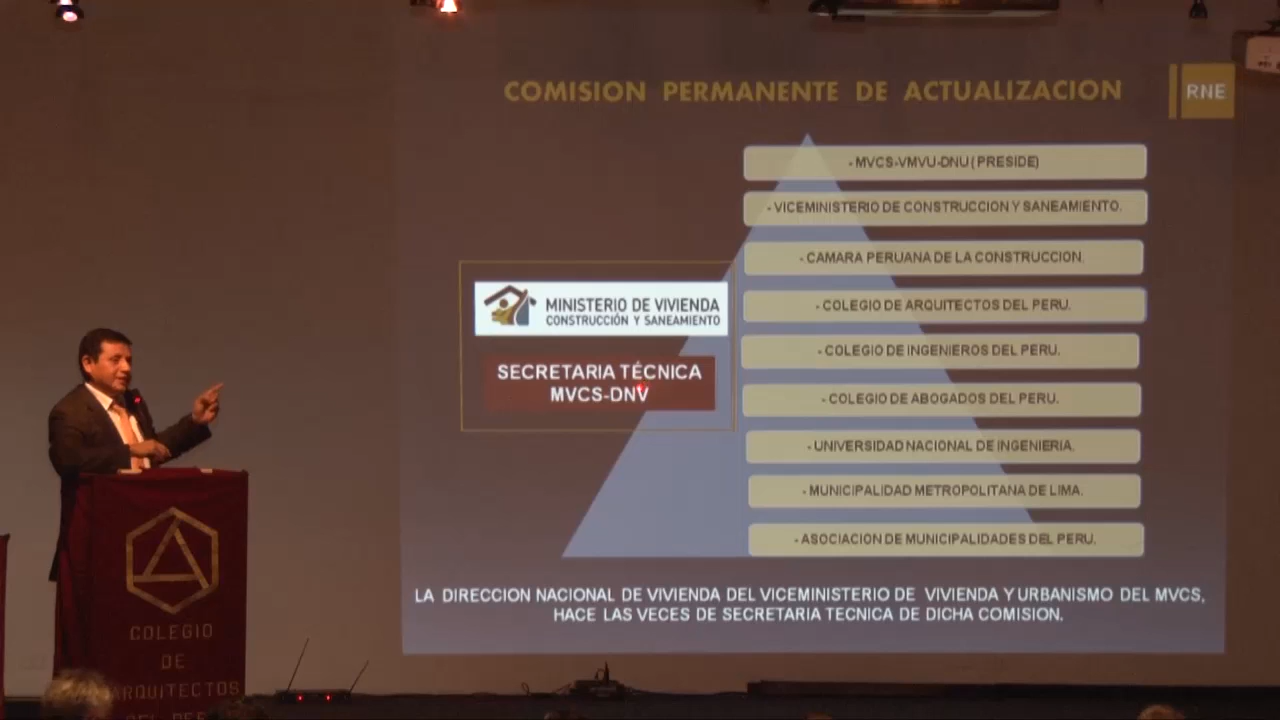 COMISION PERMANENTE DE ACTUALIZACION
RNE
- MVCS-VMVU-DNU ( PRESIDE)
- VICEMINISTERIO DE CONSTRUCCION Y SANEAMIENTO.
- CAMARA PERUANA DE LA CONSTRUCCION.
- COLEGIO DE ARQUITECTOS DEL PERU.
- COLEGIO DE INGENIEROS DEL PERU.
- COLEGIO DE ABOGADOS DEL PERU.
- UNIVERSIDAD NACIONAL DE INGENIERIA.
- MUNICIPALIDAD METROPOLITANA DE LIMA.
- ASOCIACION DE MUNICIPALIDADES DEL PERU.
MINISTERIO DE VIVIENDA
CONSTRUCCIÓN Y SANEAMIENTO
SECRETARIA TÉCNICA
MVCS-DNV
LA DIRECCION NACIONAL DE VIVIENDA DEL VICEMINISTERIO DE VIVIENDA Y URBANISMO DEL MVCS,
HACE LAS VECES DE SECRETARIA TECNICA DE DICHA COMISION.
COLEGIO
DE
ARQUITECTOS